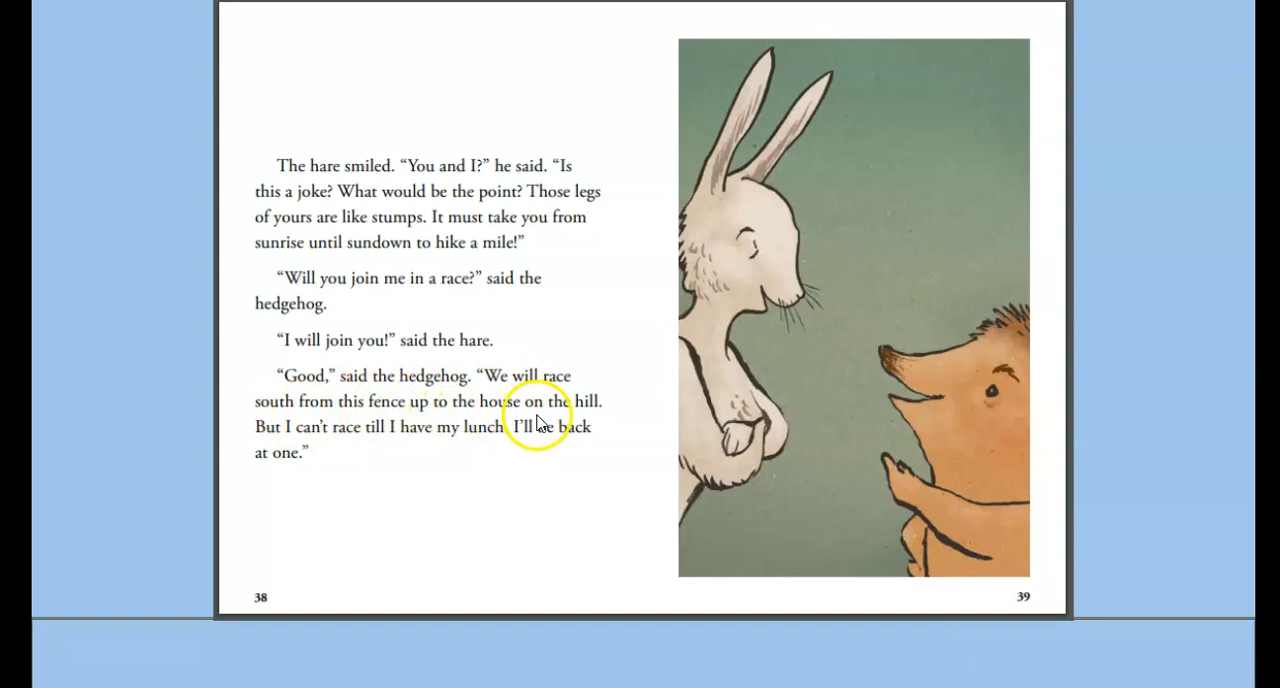 The hare smiled. “You and I?” he said. “Is
this a joke? What would be the point? Those legs
of yours are like stumps. It must take you from
sunrise until sundown to hike a mile!”
“Will you join me in a race?” said the
hedgehog.
“I will join you!” said the hare.
“Good,” said the hedgehog. “We will race
south from this fence up to the house on the hill.
But I can’t race till I have my lunch. I’ll be back
at one.”
38
39